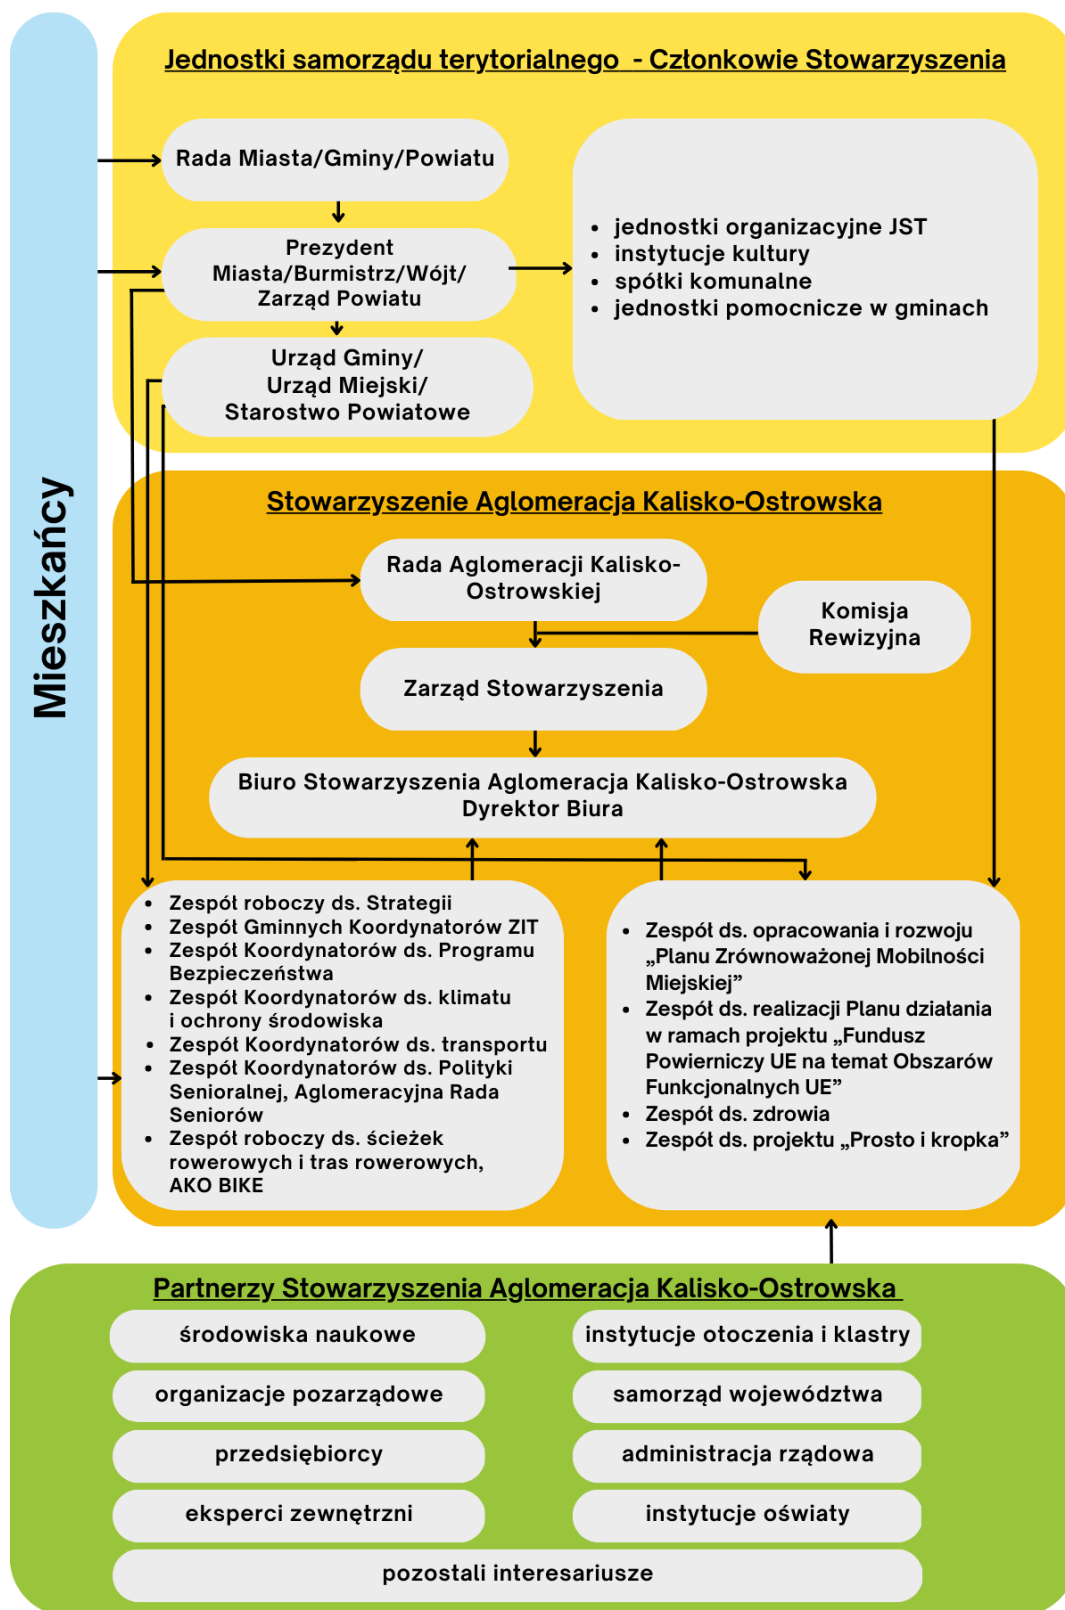 Mieszkańcy
Jednostki samorządu terytorialnego - Członkowie Stowarzyszenia
Rada Miasta/Gminy/Powiatu
Prezydent
Miasta/Burmistrz/Wójt/
Zarząd Powiatu
Urząd Gminy/
Urząd Miejski/
Starostwo Powiatowe
• jednostki organizacyjne JST
• instytucje kultury
• spółki komunalne
• jednostki pomocnicze w gminach
Stowarzyszenie Aglomeracja Kalisko-Ostrowska
Rada Aglomeracji Kalisko-
Ostrowskiej
Komisja
Rewizyjna
Zarząd Stowarzyszenia
Biuro Stowarzyszenia Aglomeracja Kalisko-Ostrowska
Dyrektor Biura
• Zespół roboczy ds. Strategii
• Zespół Gminnych Koordynatorów ZIT
• Zespół Koordynatorów ds. Programu
Bezpieczeństwa
• Zespół Koordynatorów ds. klimatu
i ochrony środowiska
• Zespół Koordynatorów ds. transportu
• Zespół Koordynatorów ds. Polityki
Senioralnej, Aglomeracyjna Rada
Seniorów
• Zespół roboczy ds. ścieżek
rowerowych i tras rowerowych,
AKO BIKE
• Zespół ds. opracowania i rozwoju
„Planu Zrównoważonej Mobilności
Miejskiej”
• Zespół ds. realizacji Planu działania
w ramach projektu „Fundusz
Powierniczy UE na temat Obszarów
Funkcjonalnych UE”
• Zespół ds. zdrowia
• Zespół ds. projektu „Prosto i kropka”
Partnerzy Stowarzyszenia Aglomeracja Kalisko-Ostrowska
środowiska naukowe
instytucje otoczenia i klastry
organizacje pozarządowe
samorząd województwa
przedsiębiorcy
administracja rządowa
eksperci zewnętrzni
instytucje oświaty
pozostali interesariusze